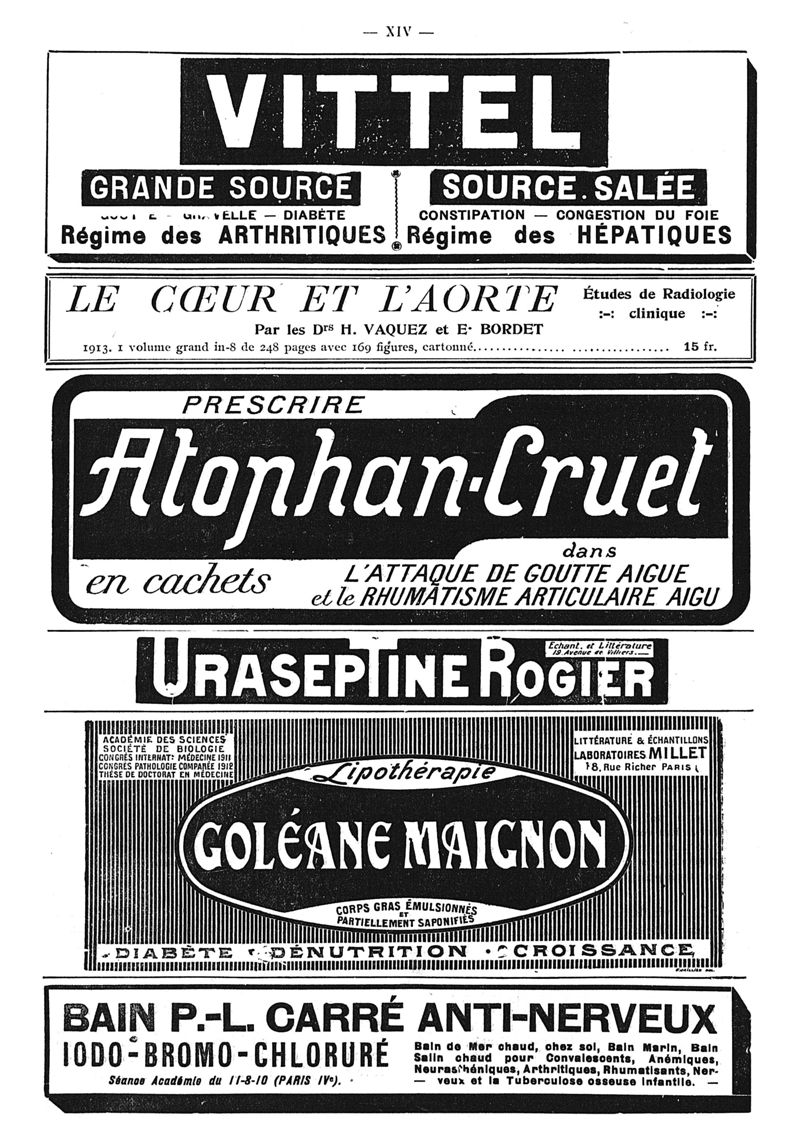 — XIV —
VITTEL
GRANDE SOURCE
— DIABÈTE
Régime des ARTHRITIQUES
SOURCE SALÉE
CONSTIPATION — CONGESTION DU FOIE
Régime des HÉPATIQUES
LE CŒUR ET L'AORTE
Études de Radiologie
:-: clinique :-:
Par les Drs H. VAQUEZ et E. BORDET
1913. 1 volume grand in-8 de 248 pages avec 169 figures, cartonné.............. ................ 15 fr.
PRESCRIRE
Atophan-Cruet
en cachets
dans
L'ATTAQUE DE GOUTTE AIGUE
et le RHUMATISME ARTICULAIRE AIGU
URASEPTINE ROGIER
Echant. et Littérature
19, Avenue de Villiers.—
ACADÉMIE DES SCIENCES
SOCIÉTÉ DE BIOLOGIE
CONGRÈS INTERNAT: MÉDECINE 1911
CONGRÈS PATHOLOGIE COMPARÉE 1912
THÈSE DE DOCTORAT EN MÉDECINE
LITTÉRATURE & ÉCHANTILLONS
LABORATOIRES MILLET
Rue Richer PARIS
Lipothérapie
GOLÉANE MAIGNON
CORPS GRAS ÉMULSIONNÉS
ET
PARTIELLEMENT SAPONIFIÉS
DIABÈTE DÉNUTRITION CROISSANCE
BAIN P.-L. CARRÉ ANTI-NERVEUX
IODO-BROMO-CHLORURÉ
Séance Académie du 11-8-10 (PARIS IVe).
Bain de Mer chaud, chez soi, Bain Marin, Bain
Salin chaud pour Convalescents, Anémiques,
Neurasthéniques, Arthritiques, Rhumatisants, Ner-
— veux et la Tuberculose osseuse infantile. —